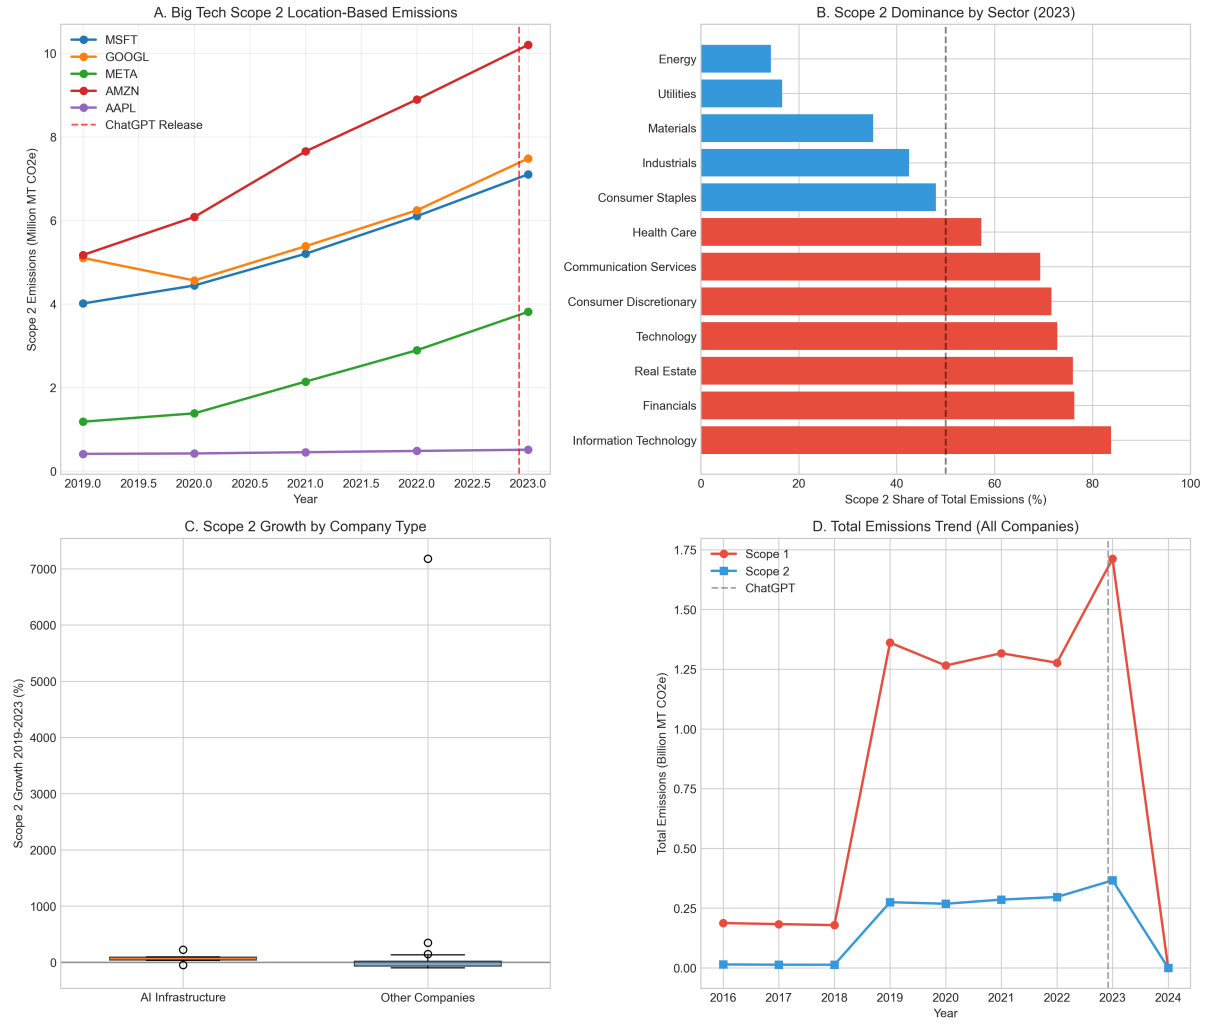 A. Big Tech Scope 2 Location-Based Emissions
MSFT
GOOGL
META
AMZN
AAPL
ChatGPT Release
Scope 2 Emissions (Million MT CO2e)
10
8
6
4
2
0
2019.0 2019.5 2020.0 2020.5 2021.0 2021.5 2022.0 2022.5 2023.0
Year
B. Scope 2 Dominance by Sector (2023)
Energy
Utilities
Materials
Industrials
Consumer Staples
Health Care
Communication Services
Consumer Discretionary
Technology
Real Estate
Financials
Information Technology
0 20 40 60 80 100
Scope 2 Share of Total Emissions (%)
C. Scope 2 Growth by Company Type
Scope 2 Growth 2019-2023 (%)
7000
6000
5000
4000
3000
2000
1000
0
AI Infrastructure Other Companies
D. Total Emissions Trend (All Companies)
Scope 1
Scope 2
ChatGPT
Total Emissions (Billion MT CO2e)
1.75
1.50
1.25
1.00
0.75
0.50
0.25
0.00
2016 2017 2018 2019 2020 2021 2022 2023 2024
Year